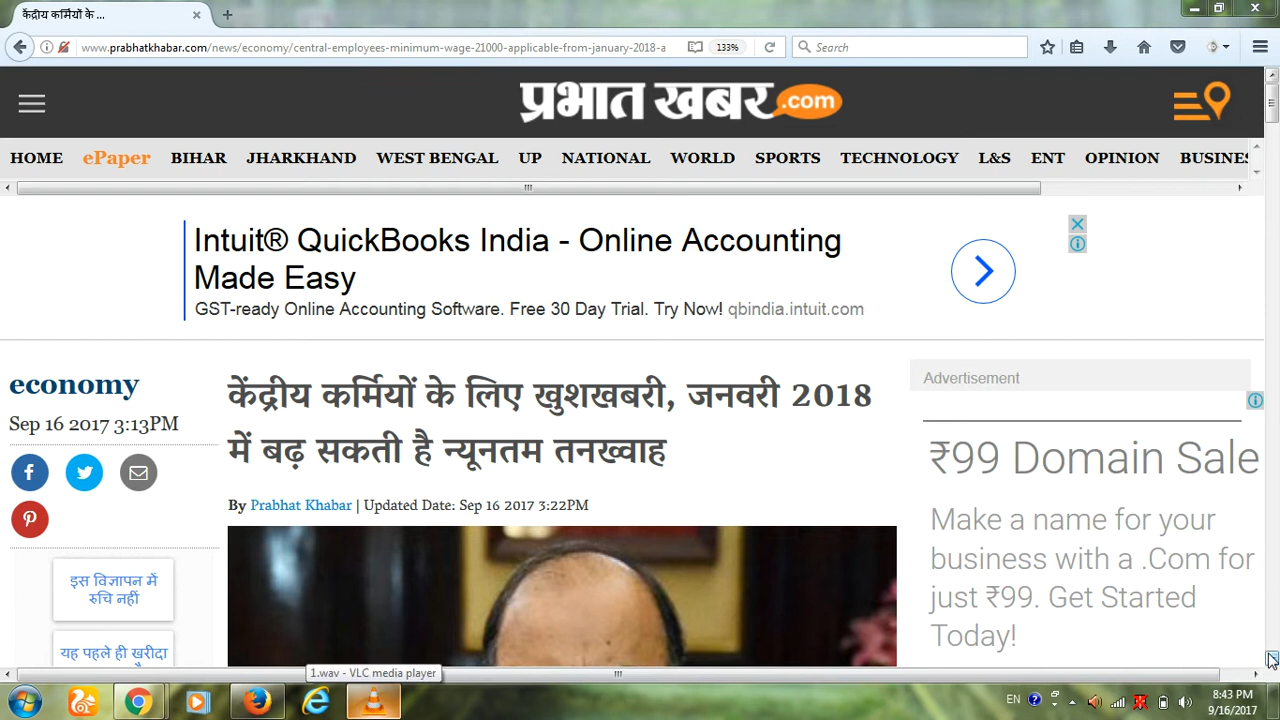 केंद्रीय कर्मियों के ...
www.prabhatkhabar.com/news/economy/central-employees-minimum-wage-21000-applicable-from-january-2018-a
133%
Search
प्रभात खबर .com
HOME ePaper BIHAR JHARKHAND WEST BENGAL UP NATIONAL WORLD SPORTS TECHNOLOGY L&S ENT OPINION BUSINES
Intuit® QuickBooks India - Online Accounting
Made Easy
GST-ready Online Accounting Software. Free 30 Day Trial. Try Now! qbindia.intuit.com
economy
Sep 16 2017 3:13PM
इस विज्ञापन में
रुचि नहीं
यह पहले ही खरीदा
केंद्रीय कर्मियों के लिए खुशखबरी, जनवरी 2018
में बढ़ सकती है न्यूनतम तनख्वाह
By Prabhat Khabar | Updated Date: Sep 16 2017 3:22PM
Advertisement
₹99 Domain Sale
Make a name for your
business with a .Com for
just ₹99. Get Started
Today!
1.wav - VLC media player
EN
8:43 PM
9/16/2017